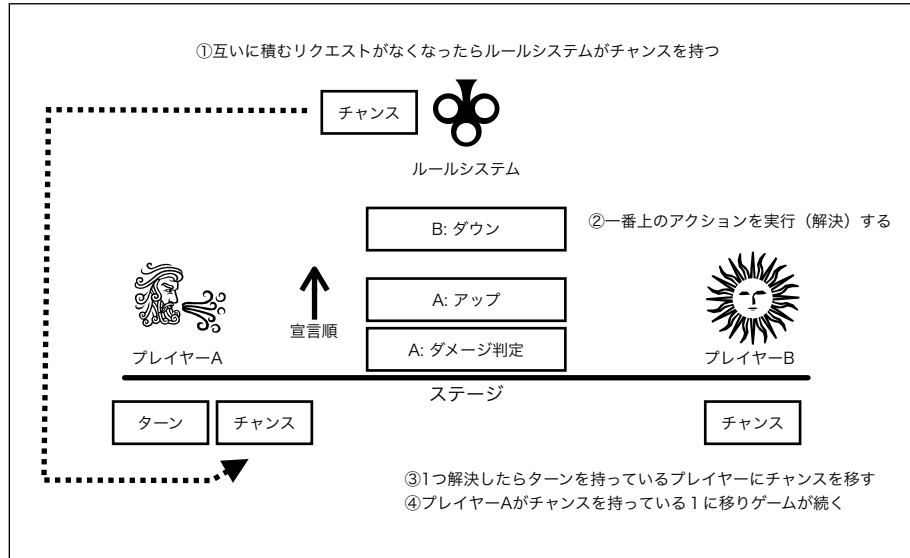 ①互いに積むリクエストがなくなったらルールシステムがチャンスを持つ
チャンス
ルールシステム
B: ダウン
②一番上のアクションを実行（解決）する
A: アップ
宣言順
A: ダメージ判定
プレイヤーA
プレイヤーB
ステージ
ターン
チャンス
チャンス
③1つ解決したらターンを持っているプレイヤーにチャンスを移す
④プレイヤーAがチャンスを持っている１に移りゲームが続く